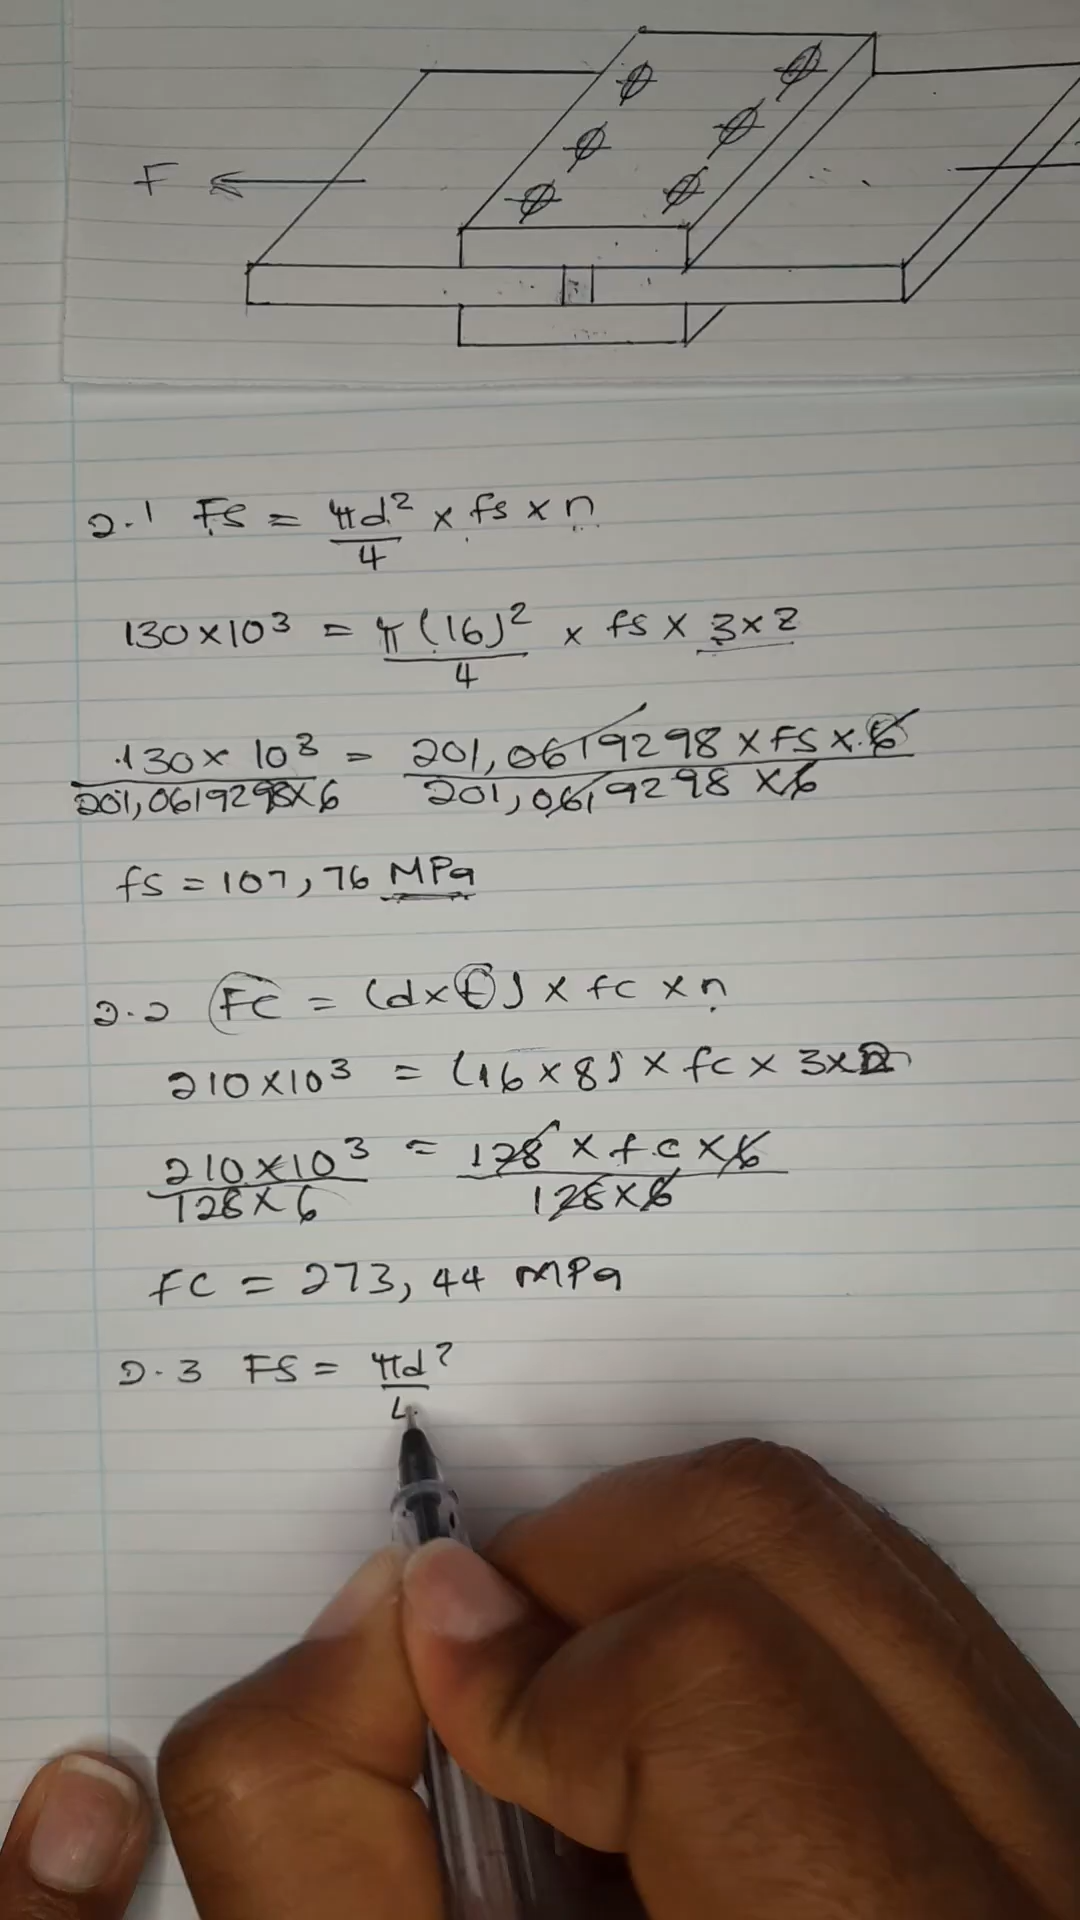 F
2.1 FS = πd²/4 × fs × n
130×10³ = π(16)²/4 × fs × 3×2
130×10³/201,0619298×6 = 201,0619298 × fs × 6/201,0619298 × 6
fs = 107,76 MPa
2.2 FC = (d×t) × fc × n
210×10³ = (16×8) × fc × 3×2
210×10³/128×6 = 128 × fc × 6/128×6
FC = 273,44 MPa
2.3 FS = πd²/4